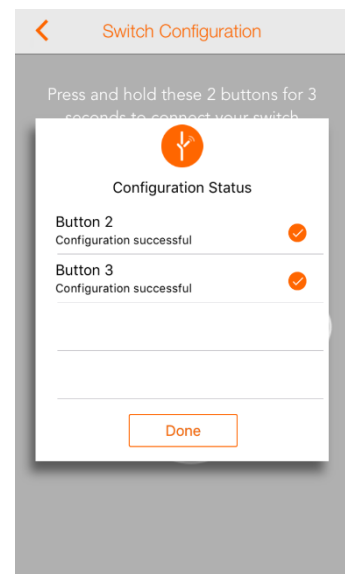 Switch Configuration
Press and hold these 2 buttons for 3
seconds to connect your switch
Configuration Status
Button 2
Configuration successful
Button 3
Configuration successful
Done